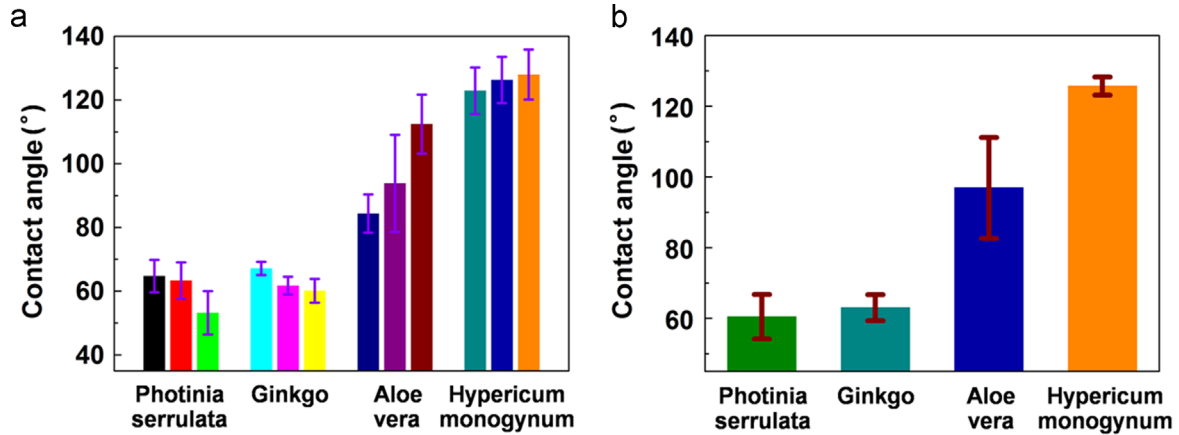 a
140
120
100
80
60
40
Contact angle (°)
Photinia
serrulata
Ginkgo
Aloe
vera
Hypericum
monogynum
b
140
120
100
80
60
Contact angle (°)
Photinia
serrulata
Ginkgo
Aloe
vera
Hypericum
monogynum